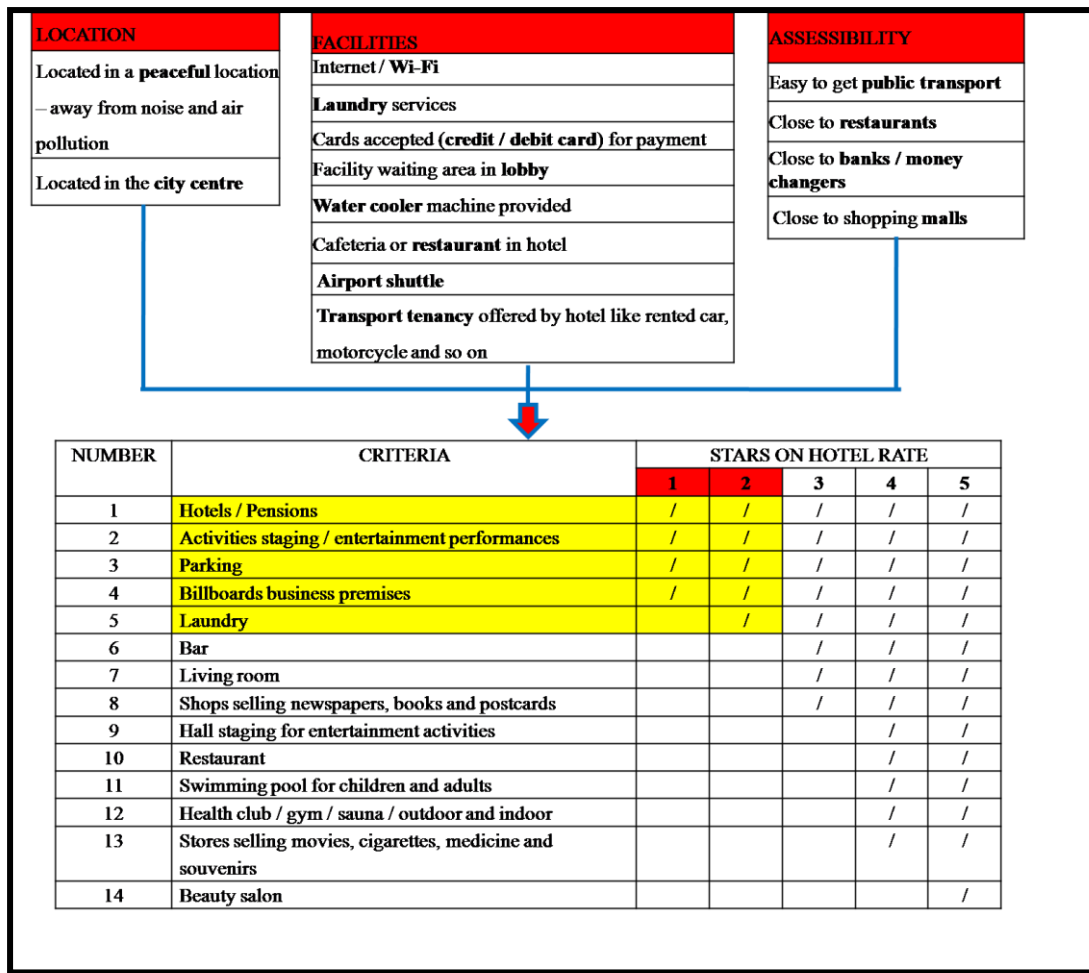 LOCATION
Located in a peaceful location
– away from noise and air
pollution
Located in the city centre
FACILITIES
Internet / Wi-Fi
Laundry services
Cards accepted (credit / debit card) for payment
Facility waiting area in lobby
Water cooler machine provided
Cafeteria or restaurant in hotel
Airport shuttle
Transport tenancy offered by hotel like rented car,
motorcycle and so on
ASSESSIBILITY
Easy to get public transport
Close to restaurants
Close to banks / money
changers
Close to shopping malls
NUMBER CRITERIA STARS ON HOTEL RATE
1 2 3 4 5
1 Hotels / Pensions / / / / /
2 Activities staging / entertainment performances / / / / /
3 Parking / / / / /
4 Billboards business premises / / / / /
5 Laundry / / / /
6 Bar / / /
7 Living room / / /
8 Shops selling newspapers, books and postcards / / /
9 Hall staging for entertainment activities / /
10 Restaurant / /
11 Swimming pool for children and adults / /
12 Health club / gym / sauna / outdoor and indoor / /
13 Stores selling movies, cigarettes, medicine and / /
souvenirs
14 Beauty salon /